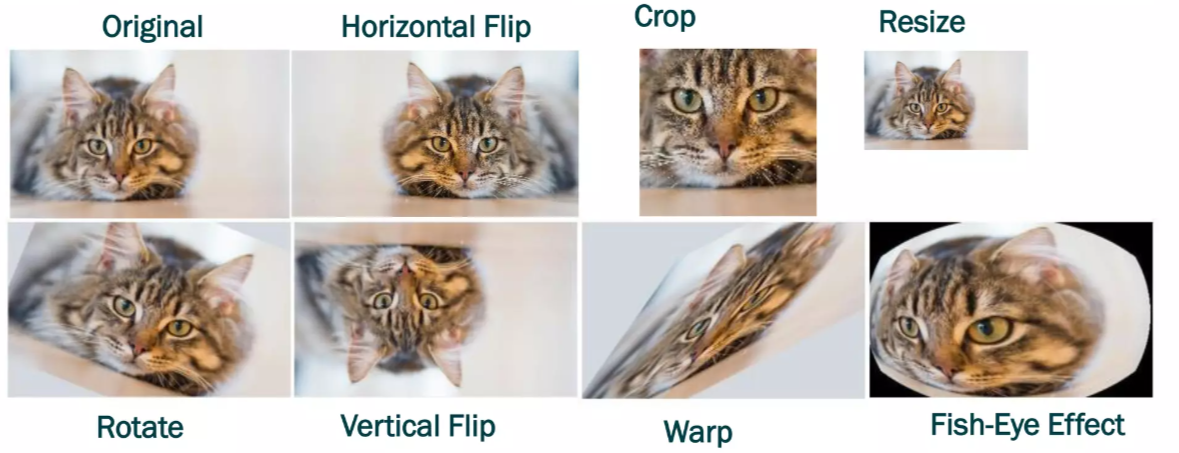 Original
Horizontal Flip
Crop
Resize
Rotate
Vertical Flip
Warp
Fish-Eye Effect